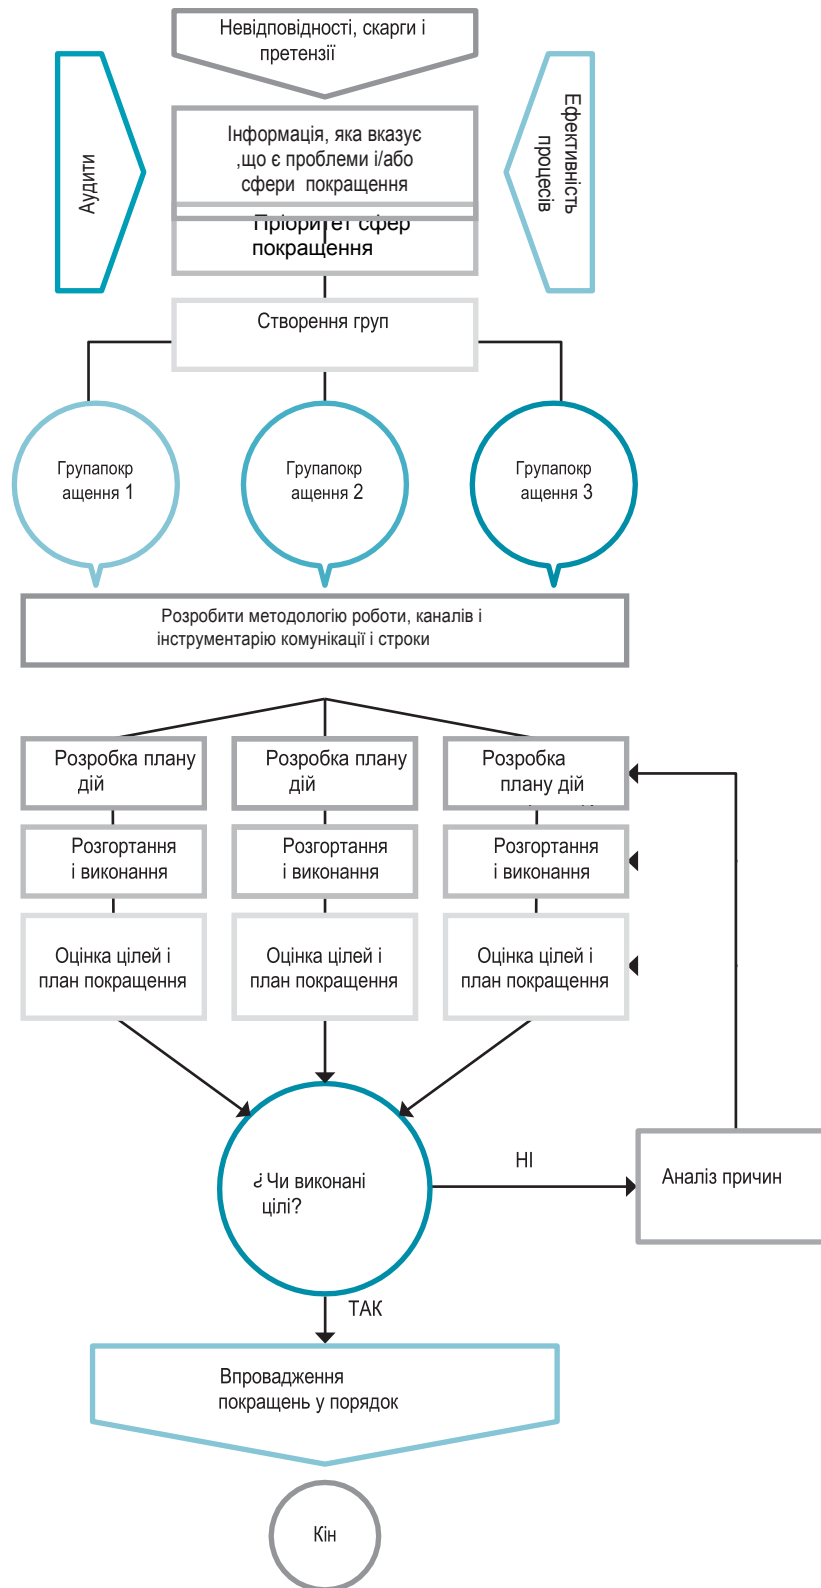 Невідповідності, скарги і
претензії
Аудити
Інформація, яка вказує
,що є проблеми і/або
сфери покращення
Ефективність
процесів
Пріоритет сфер
покращення
Створення груп
Групапокр
ащення 1
Групапокр
ащення 2
Групапокр
ащення 3
Розробити методологію роботи, каналів і
інструментарію комунікації і строки
Розробка плану
дій
Розробка плану
дій
Розробка
плану дій
Розгортання
і виконання
Розгортання
і виконання
Розгортання
і виконання
Оцінка цілей і
план покращення
Оцінка цілей і
план покращення
Оцінка цілей і
план покращення
¿Чи виконані
цілі?
НІ
Аналіз причин
ТАК
Впровадження
покращень у порядок
Кін